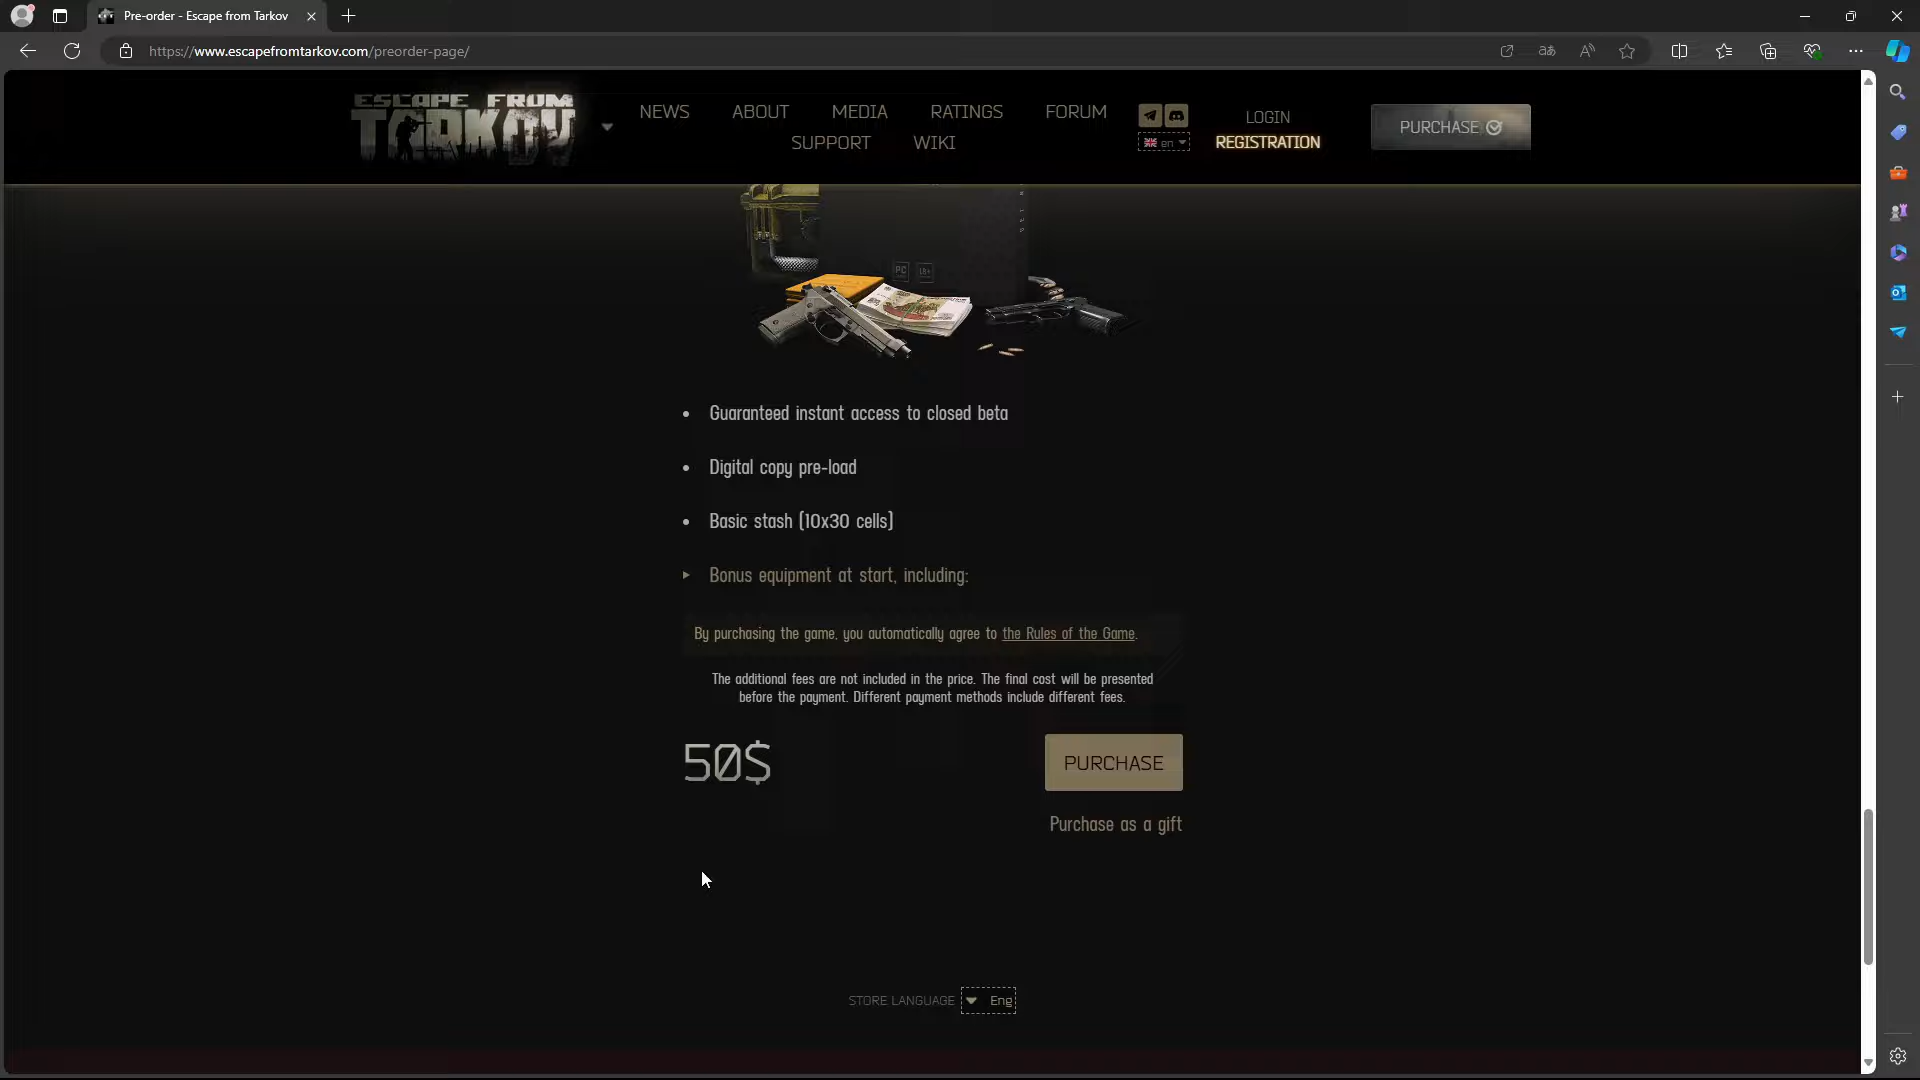 Pre-order - Escape from Tarkov
https://www.escapefromtarkov.com/preorder-page/
ESCAPE FROM
TARKOV
NEWS ABOUT MEDIA RATINGS FORUM
SUPPORT WIKI
en
LOGIN
REGISTRATION
PURCHASE
PC 18+
• Guaranteed instant access to closed beta
• Digital copy pre-load
• Basic stash (10x30 cells)
Bonus equipment at start, including:
By purchasing the game, you automatically agree to the Rules of the Game.
The additional fees are not included in the price. The final cost will be presented
before the payment. Different payment methods include different fees.
50$
PURCHASE
Purchase as a gift
STORE LANGUAGE Eng